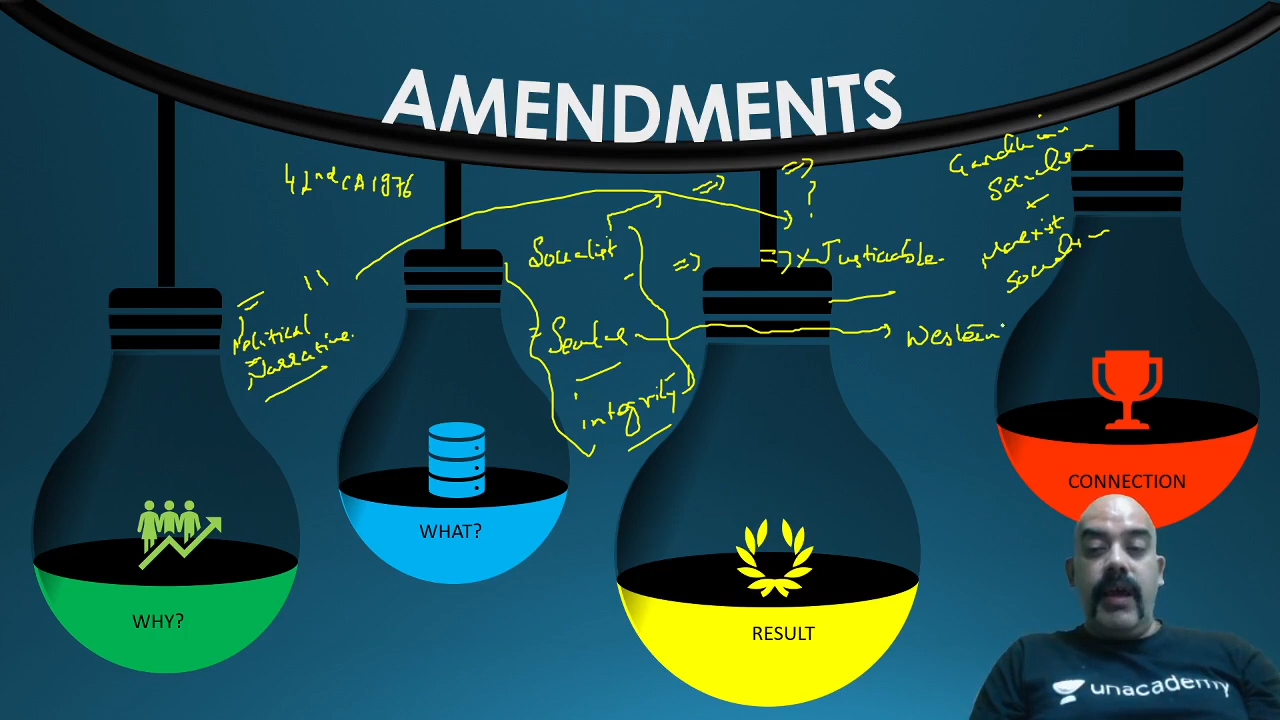 AMENDMENTS
42nd CA 1976
Gandhian
Socialism
+
Marxist
Socialism
?
Socialist
⇒ x Justiciable
Political
Narrative.
Secular
Western
integrity
WHY?
WHAT?
RESULT
CONNECTION
unacademy